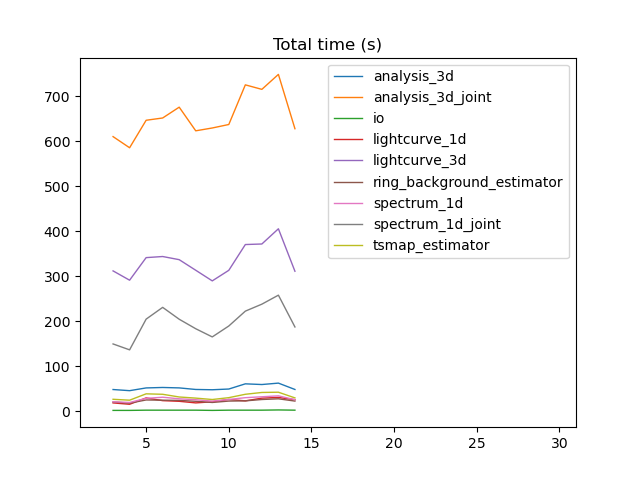 Total time (s)
analysis_3d
analysis_3d_joint
io
lightcurve_1d
lightcurve_3d
ring_background_estimator
spectrum_1d
spectrum_1d_joint
tsmap_estimator
700
600
500
400
300
200
100
0
5 10 15 20 25 30